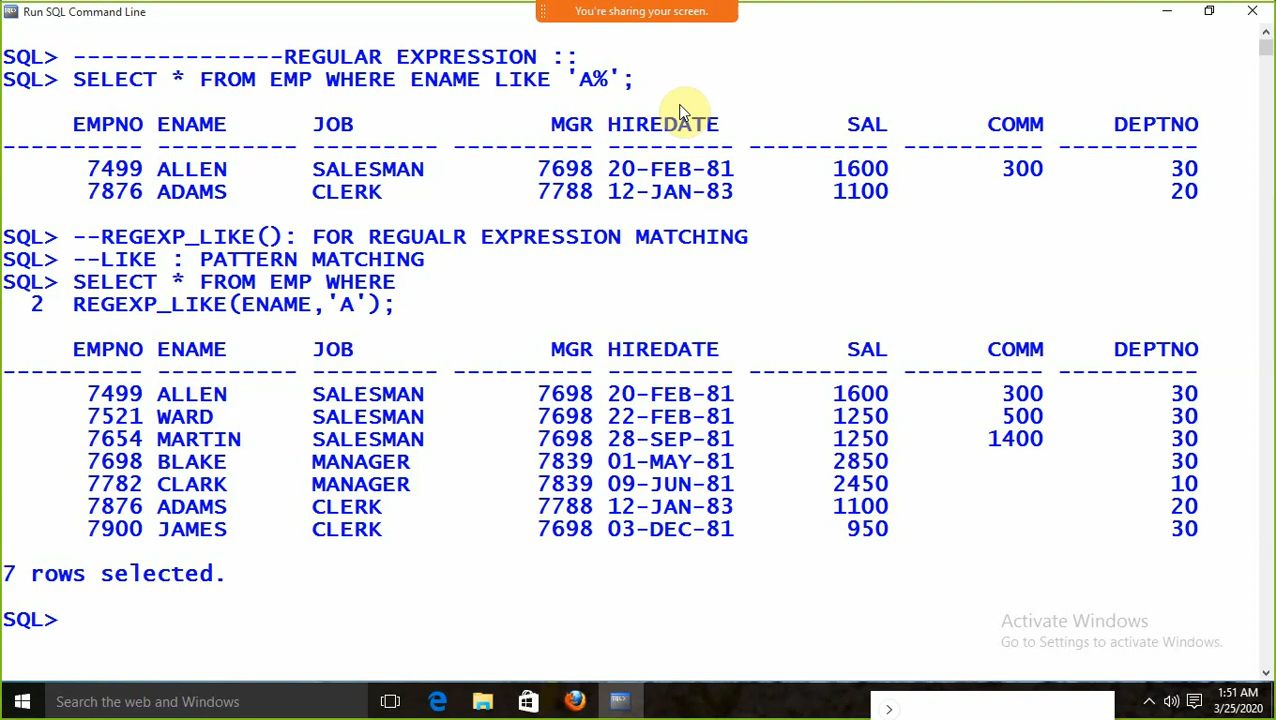 Run SQL Command Line
You're sharing your screen.
SQL> ---------------REGULAR EXPRESSION ::
SQL> SELECT * FROM EMP WHERE ENAME LIKE 'A%';
EMPNO ENAME JOB MGR HIREDATE SAL COMM DEPTNO
---------- ---------- --------- ---------- --------- ---------- ---------- ----------
7499 ALLEN SALESMAN 7698 20-FEB-81 1600 300 30
7876 ADAMS CLERK 7788 12-JAN-83 1100 20
SQL> --REGEXP_LIKE(): FOR REGUALR EXPRESSION MATCHING
SQL> --LIKE : PATTERN MATCHING
SQL> SELECT * FROM EMP WHERE
2 REGEXP_LIKE(ENAME,'A');
EMPNO ENAME JOB MGR HIREDATE SAL COMM DEPTNO
---------- ---------- --------- ---------- --------- ---------- ---------- ----------
7499 ALLEN SALESMAN 7698 20-FEB-81 1600 300 30
7521 WARD SALESMAN 7698 22-FEB-81 1250 500 30
7654 MARTIN SALESMAN 7698 28-SEP-81 1250 1400 30
7698 BLAKE MANAGER 7839 01-MAY-81 2850 30
7782 CLARK MANAGER 7839 09-JUN-81 2450 10
7876 ADAMS CLERK 7788 12-JAN-83 1100 20
7900 JAMES CLERK 7698 03-DEC-81 950 30
7 rows selected.
SQL>
Activate Windows
Go to Settings to activate Windows.
Search the web and Windows
1:51 AM
3/25/2020